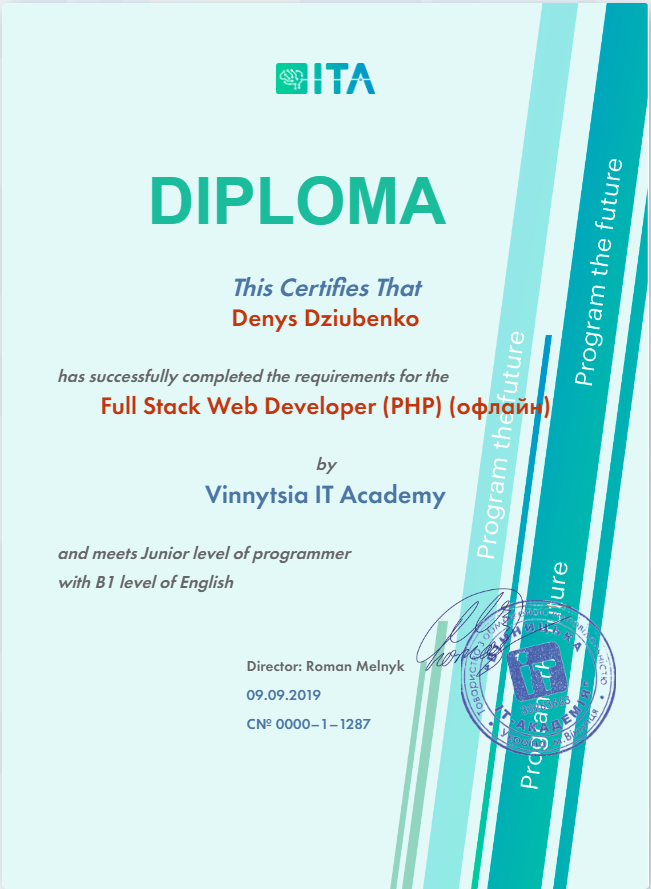 ITA
DIPLOMA
This Certifies That
Denys Dziubenko
has successfully completed the requirements for the
Full Stack Web Developer (PHP) (офлайн)
by
Vinnytsia IT Academy
and meets Junior level of programmer
with B1 level of English
Director: Roman Melnyk
09.09.2019
C№ 0000–1–1287
Program the future
Program the future
Program the future
ВІННИЦЬКА
ІТ-АКАДЕМІЯ
Україна м.Вінниця